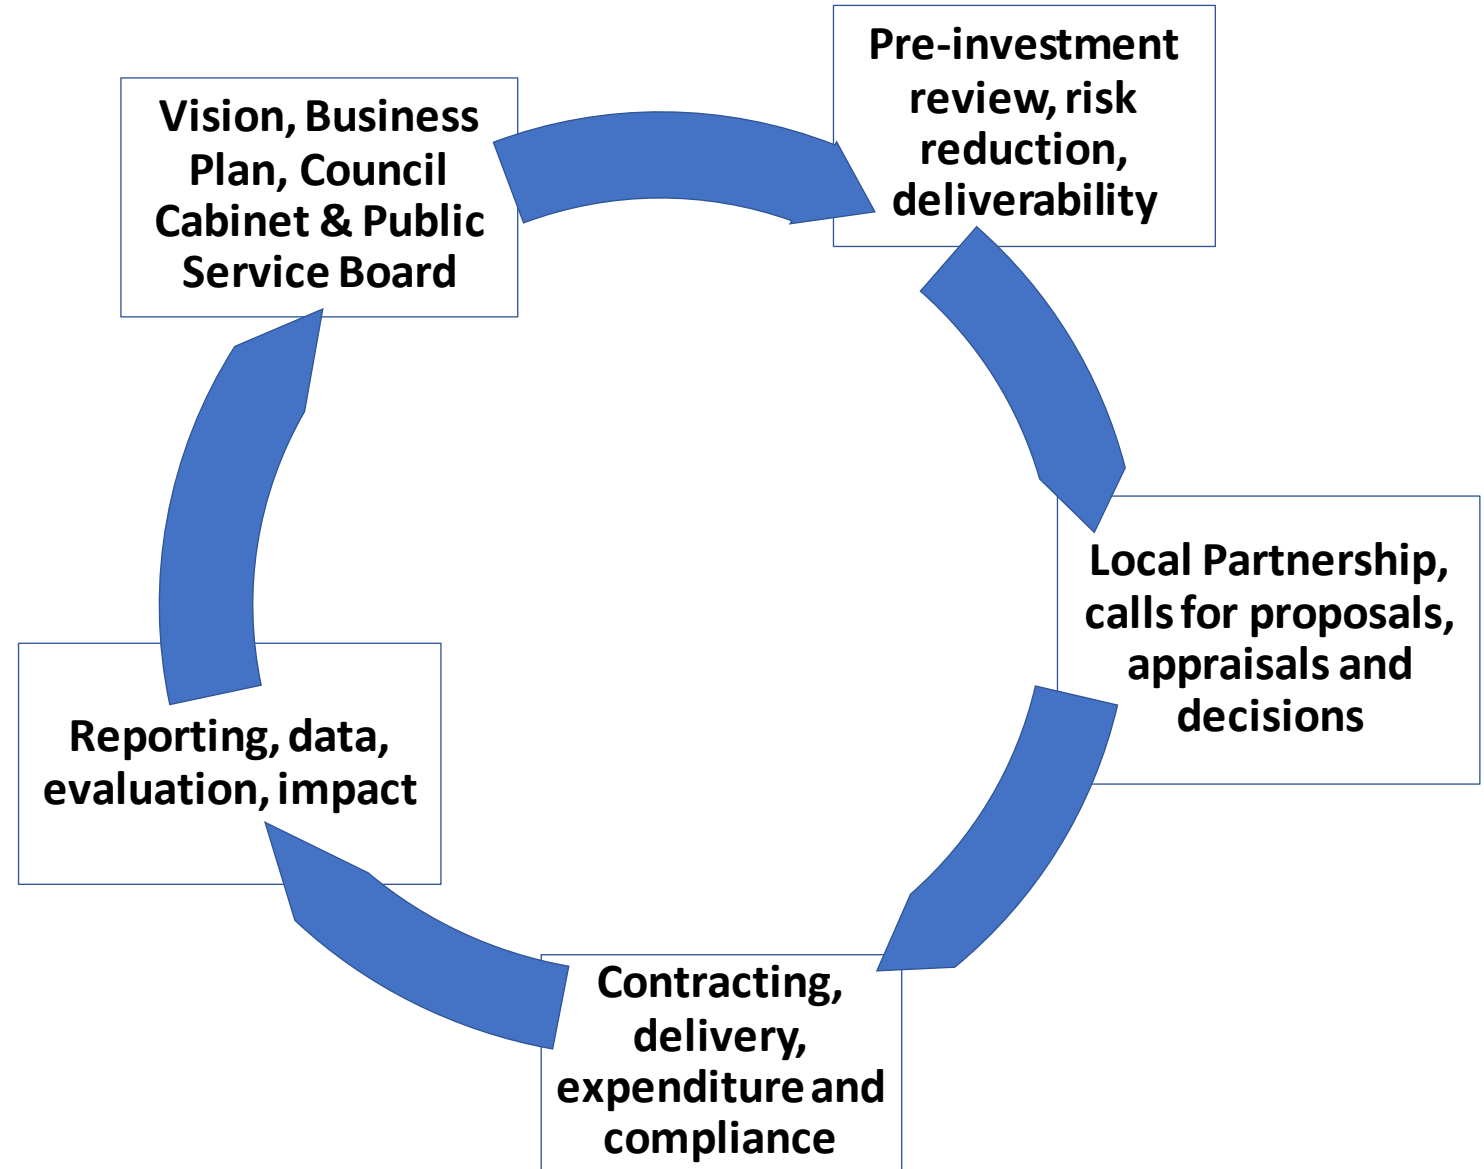 Vision, Business
Plan, Council
Cabinet & Public
Service Board
Pre-investment
review, risk
reduction,
deliverability
Local Partnership,
calls for proposals,
appraisals and
decisions
Contracting,
delivery,
expenditure and
compliance
Reporting, data,
evaluation, impact